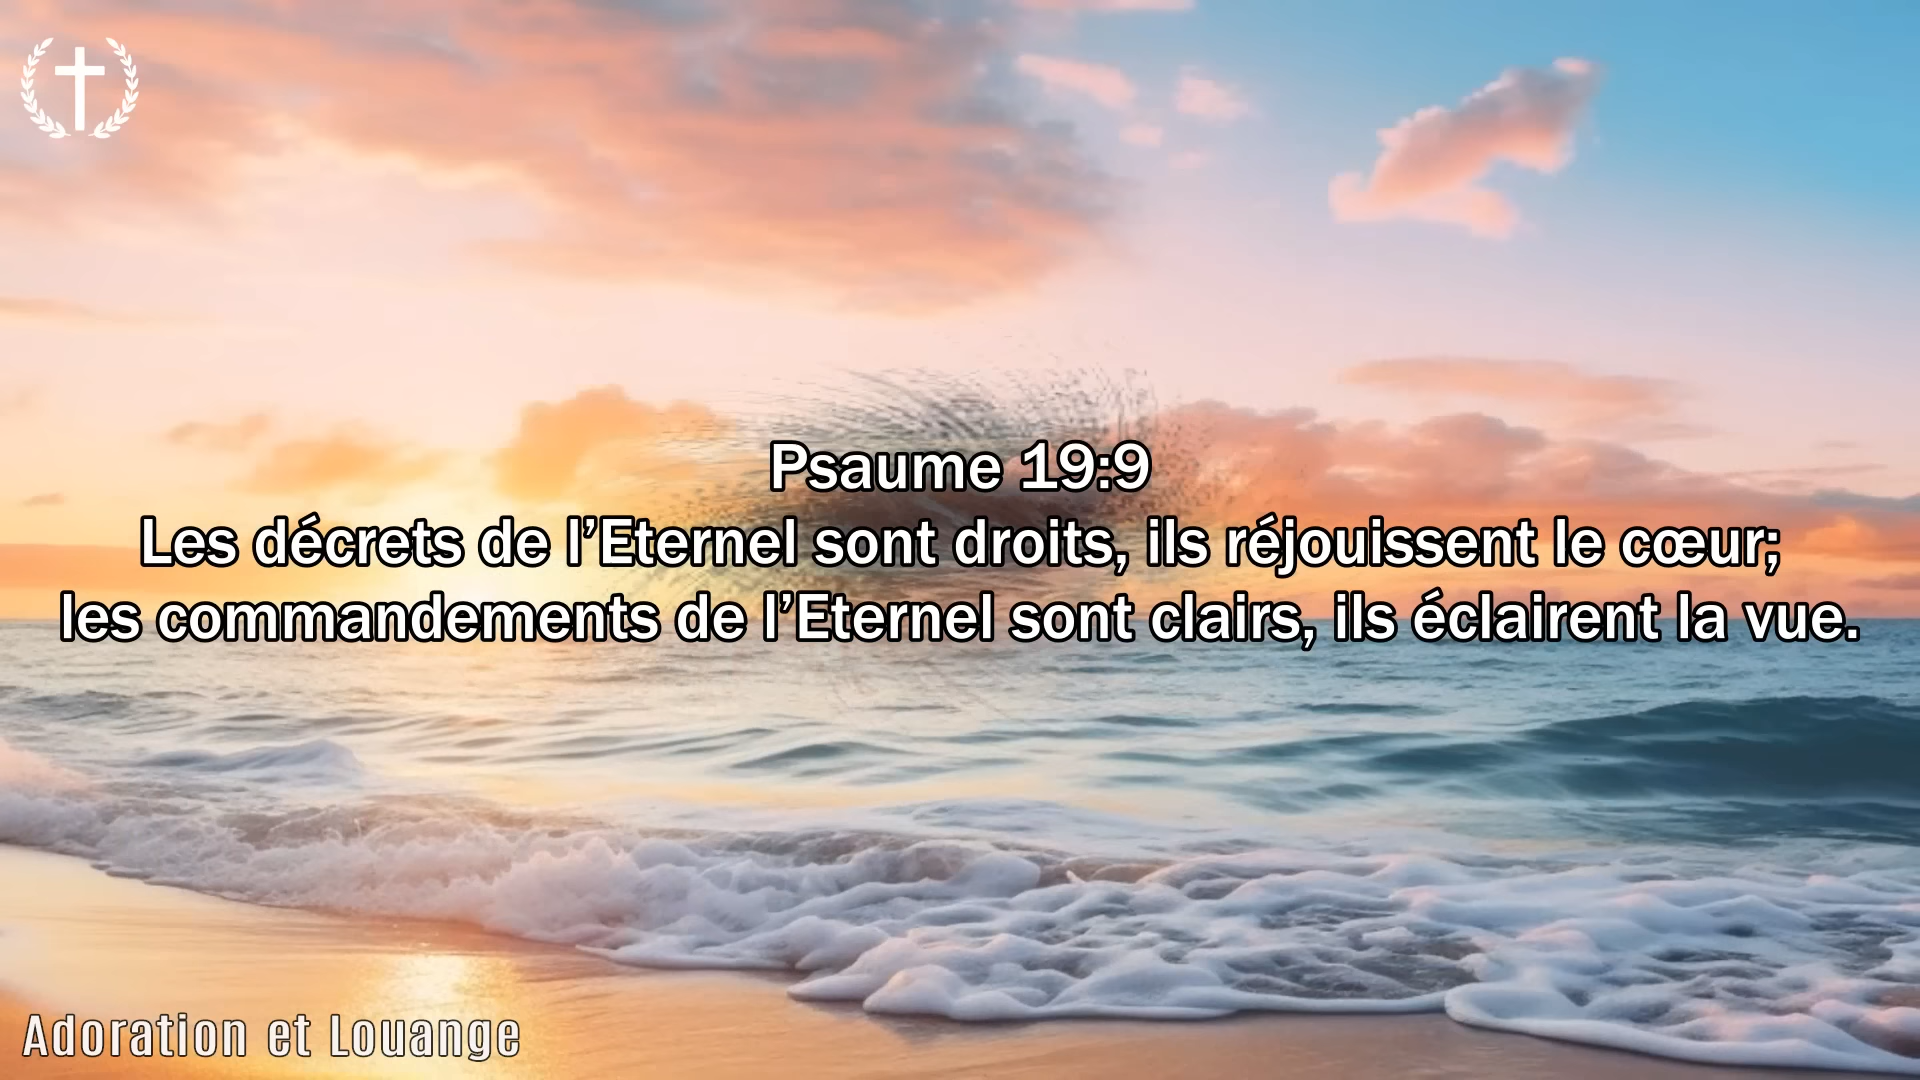 Psaume 19:9
Les décrets de l’Eternel sont droits, ils réjouissent le cœur;
les commandements de l’Eternel sont clairs, ils éclairent la vue.
Adoration et Louange